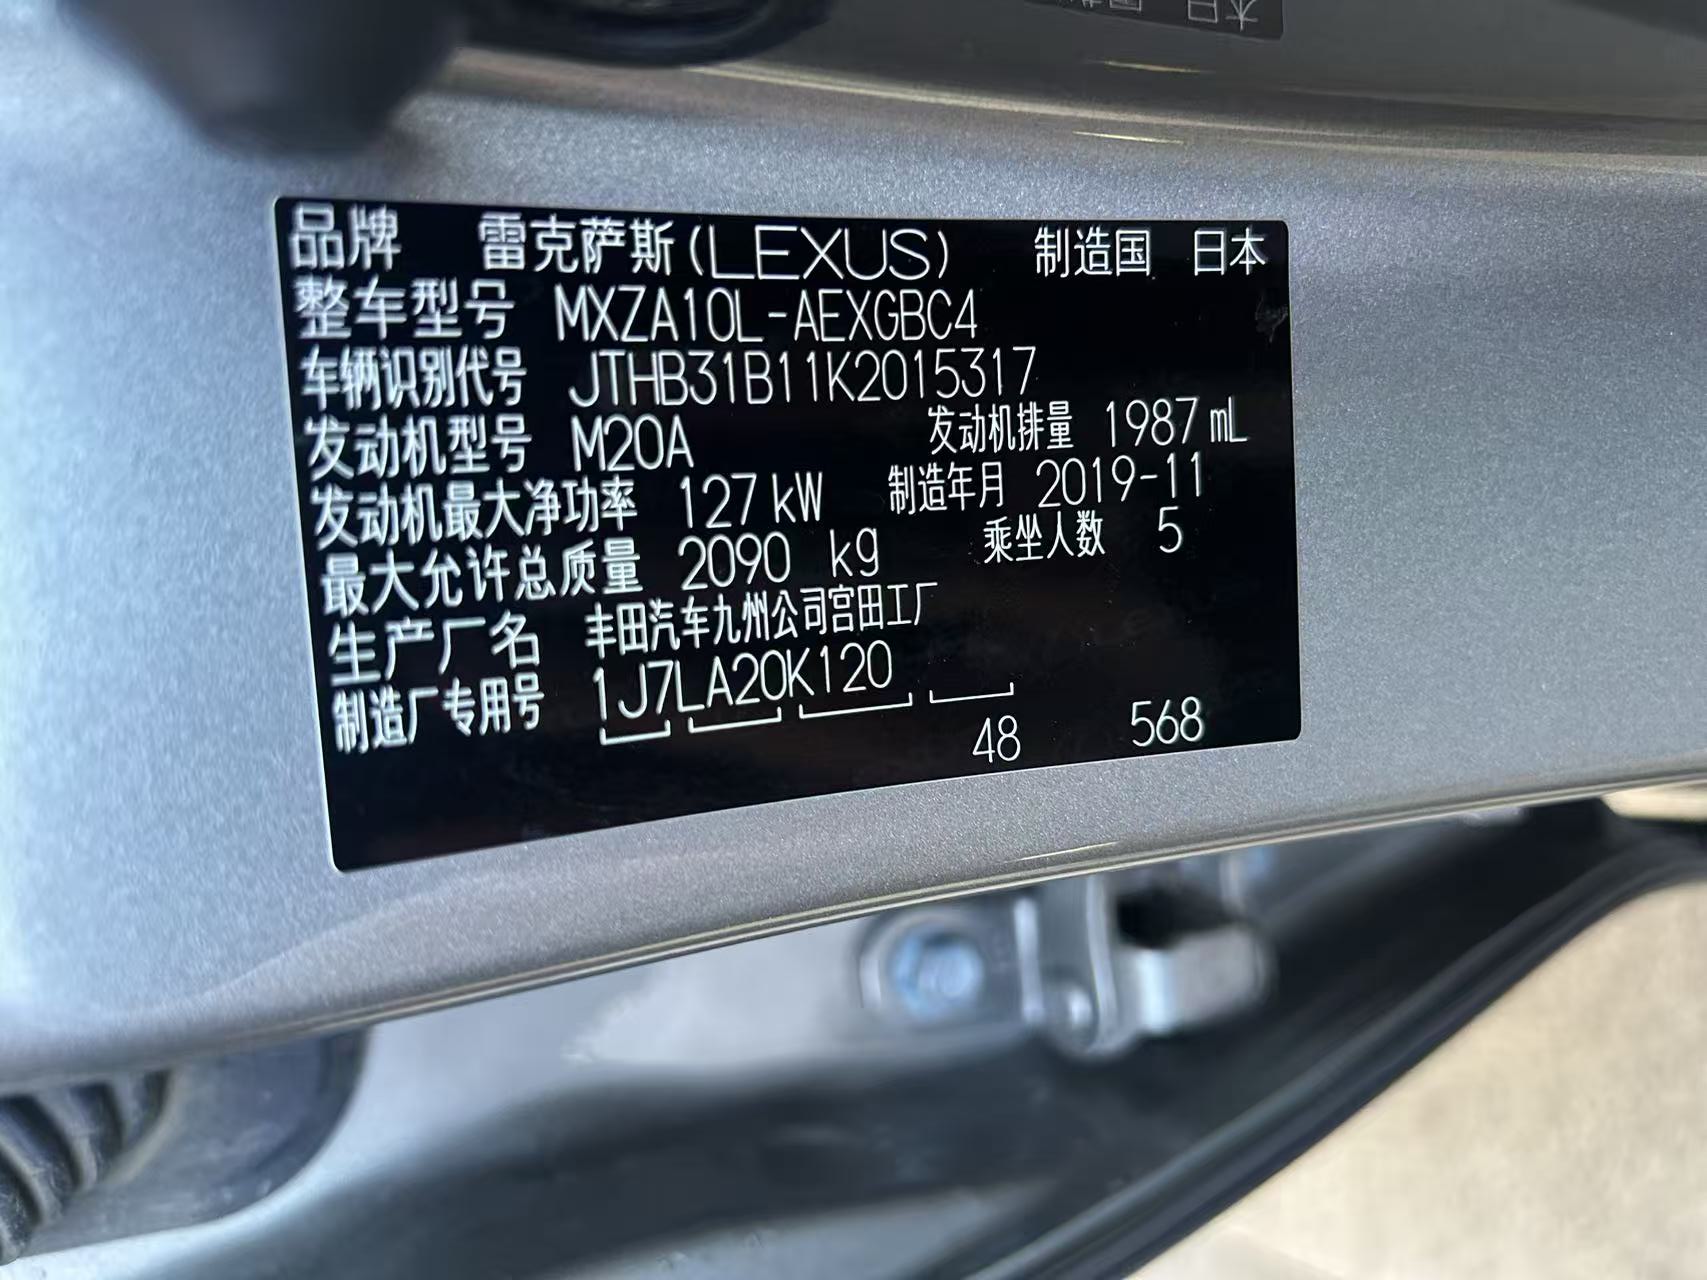 品牌 雷克萨斯(LEXUS) 制造国 日本
整车型号 MXZA10L-AEXGBC4
车辆识别代号 JTHB31B11K2015317
发动机型号 M20A 发动机排量 1987mL
发动机最大净功率 127kW 制造年月 2019-11
最大允许总质量 2090 kg 乘坐人数 5
生产厂名 丰田汽车九州公司宫田工厂
制造厂专用号 1J7LA20K120
48 568